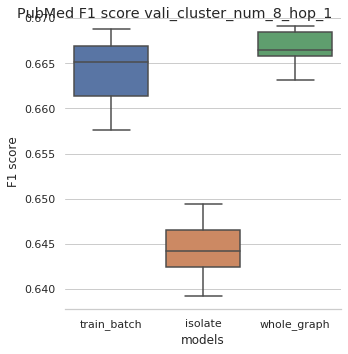 PubMed F1 score vali_cluster_num_8_hop_1
0.670
0.665
0.660
0.655
0.650
0.645
0.640
F1 score
train_batch isolate whole_graph
models